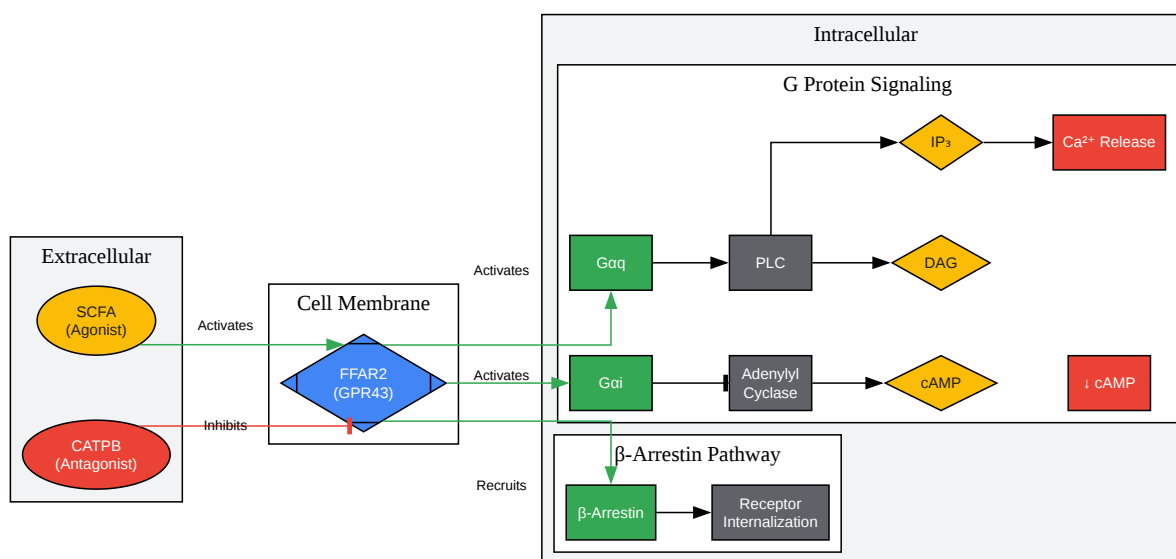 Intracellular
G Protein Signaling
IP₃
Ca²⁺ Release
Extracellular
Gαq
PLC
DAG
Activates
SCFA
(Agonist)
Cell Membrane
Activates
FFAR2
(GPR43)
Activates
Gαi
Adenylyl
Cyclase
cAMP
↓ cAMP
Inhibits
CATPB
(Antagonist)
β-Arrestin Pathway
Recruits
β-Arrestin
Receptor
Internalization